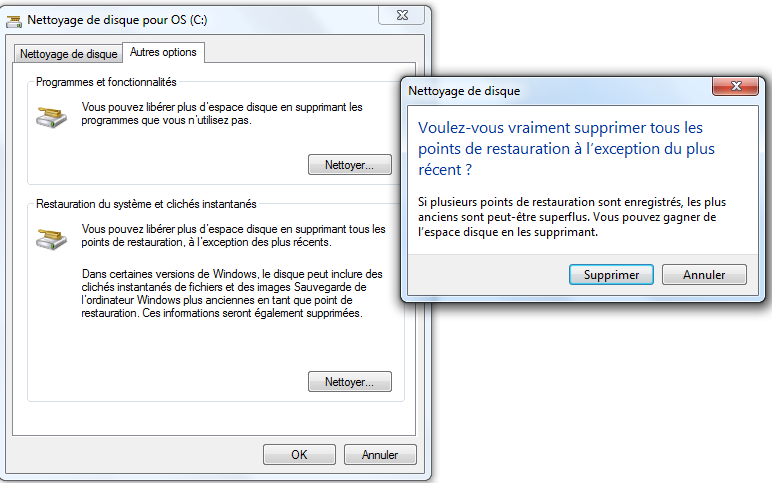 Nettoyage de disque pour OS (C:)
Nettoyage de disque
Autres options
Programmes et fonctionnalités
Vous pouvez libérer plus d'espace disque en supprimant les
programmes que vous n'utilisez pas.
Nettoyer...
Restauration du système et clichés instantanés
Vous pouvez libérer plus d'espace disque en supprimant tous les
points de restauration, à l'exception des plus récents.
Dans certaines versions de Windows, le disque peut inclure des
clichés instantanés de fichiers et des images Sauvegarde de
l'ordinateur Windows plus anciennes en tant que point de
restauration. Ces informations seront également supprimées.
Nettoyer...
OK
Annuler
Nettoyage de disque
Voulez-vous vraiment supprimer tous les
points de restauration à l'exception du plus
récent ?
Si plusieurs points de restauration sont enregistrés, les plus
anciens sont peut-être superflus. Vous pouvez gagner de
l'espace disque en les supprimant.
Supprimer
Annuler